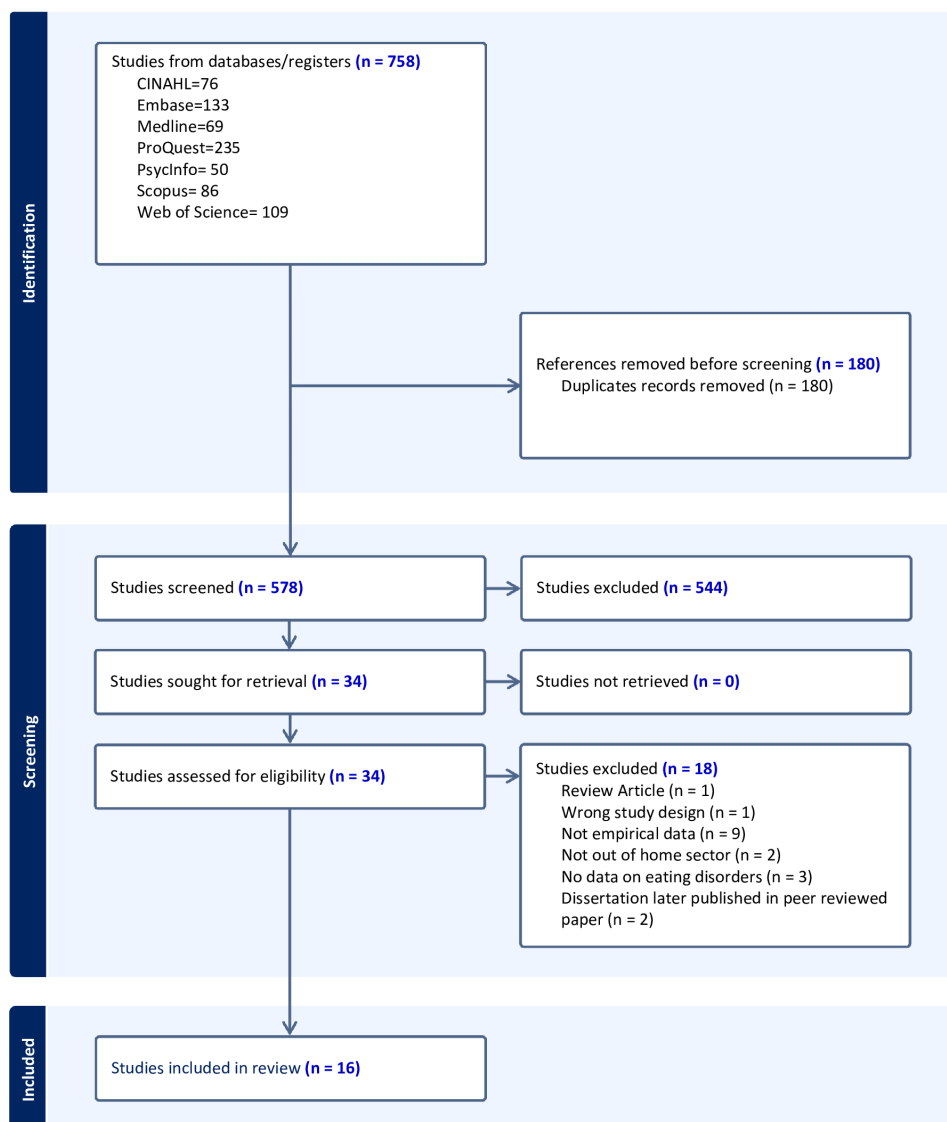 Identification
Studies from databases/registers (n = 758)
CINAHL=76
Embase=133
Medline=69
ProQuest=235
PsycInfo= 50
Scopus= 86
Web of Science= 109
References removed before screening (n = 180)
Duplicates records removed (n = 180)
Screening
Studies screened (n = 578)
Studies excluded (n = 544)
Studies sought for retrieval (n = 34)
Studies not retrieved (n = 0)
Studies assessed for eligibility (n = 34)
Studies excluded (n = 18)
Review Article (n = 1)
Wrong study design (n = 1)
Not empirical data (n = 9)
Not out of home sector (n = 2)
No data on eating disorders (n = 3)
Dissertation later published in peer reviewed
paper (n = 2)
Included
Studies included in review (n = 16)